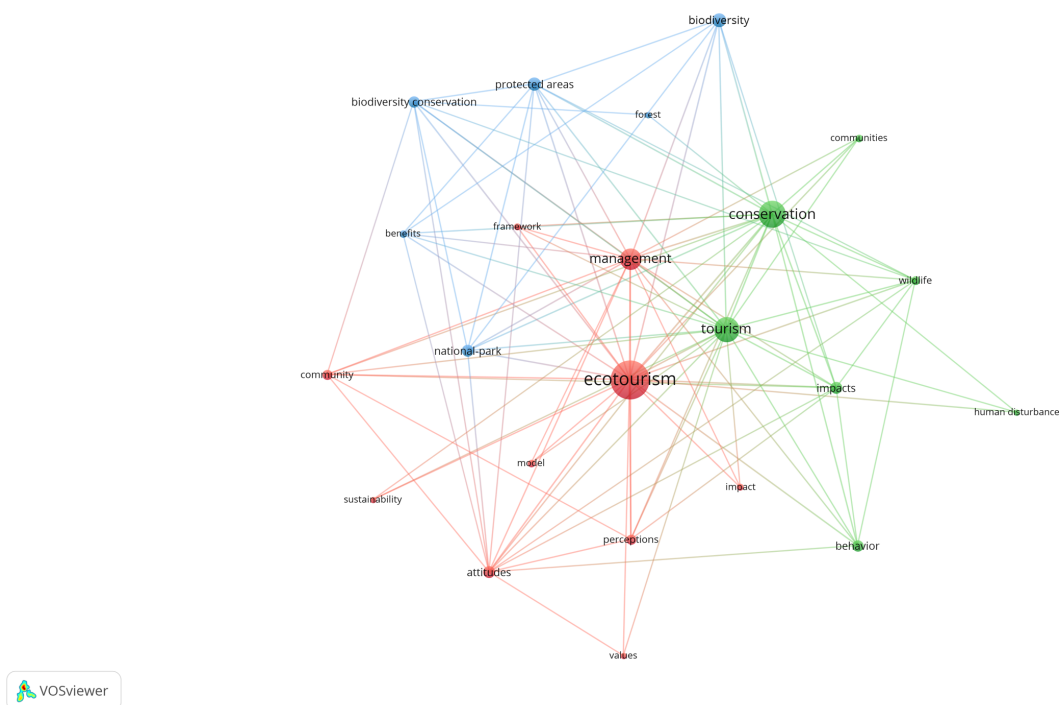 biodiversity
protected areas
biodiversity conservation
forest
communities
conservation
framework
benefits
management
wildlife
tourism
national-park
community
ecotourism
impacts
human disturbance
model
impact
sustainability
perceptions
behavior
attitudes
values
VOSviewer